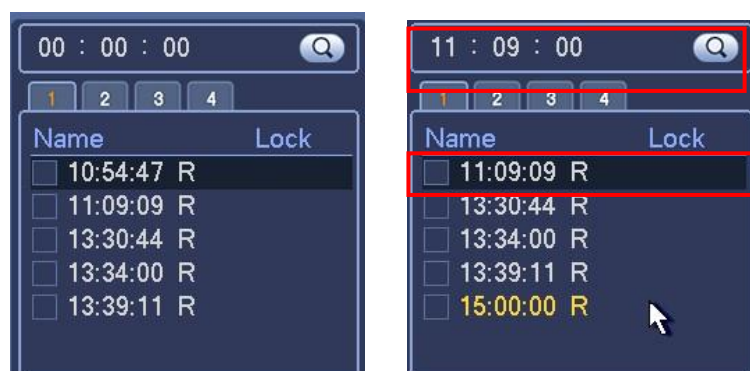 00 : 00 : 00
1 2 3 4
Name Lock
10:54:47 R
11:09:09 R
13:30:44 R
13:34:00 R
13:39:11 R
11 : 09 : 00
1 2 3 4
Name Lock
11:09:09 R
13:30:44 R
13:34:00 R
13:39:11 R
15:00:00 R